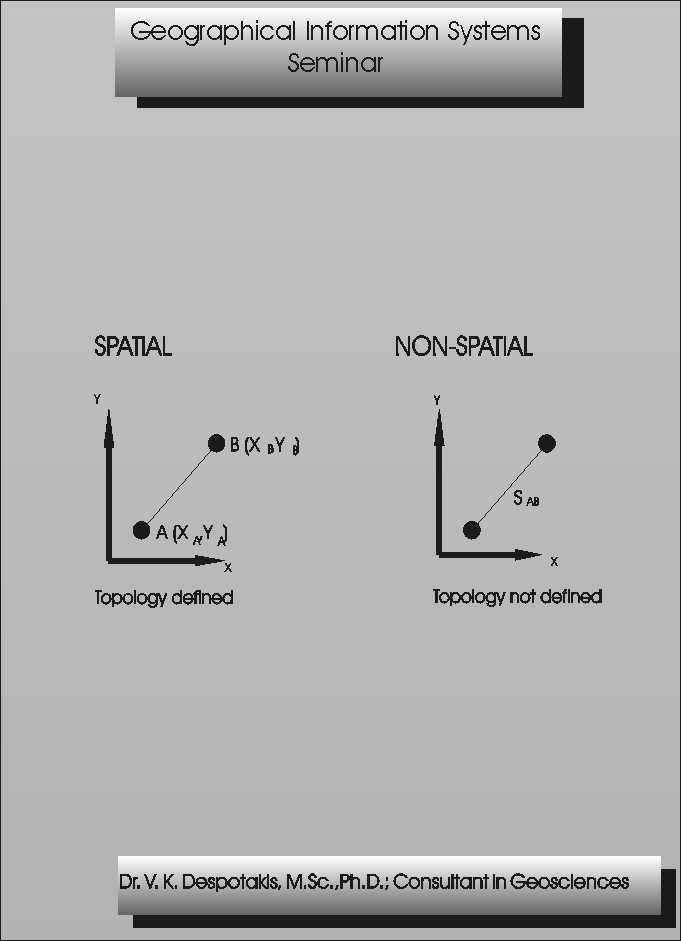 Geographical Information Systems
Seminar
SPATIAL
NON-SPATIAL
Y
B (X B Y B)
A (X A, Y A)
X
Topology defined
Y
S AB
X
Topology not defined
Dr. V. K. Despotakis, M.Sc.,Ph.D.; Consultant in Geosciences